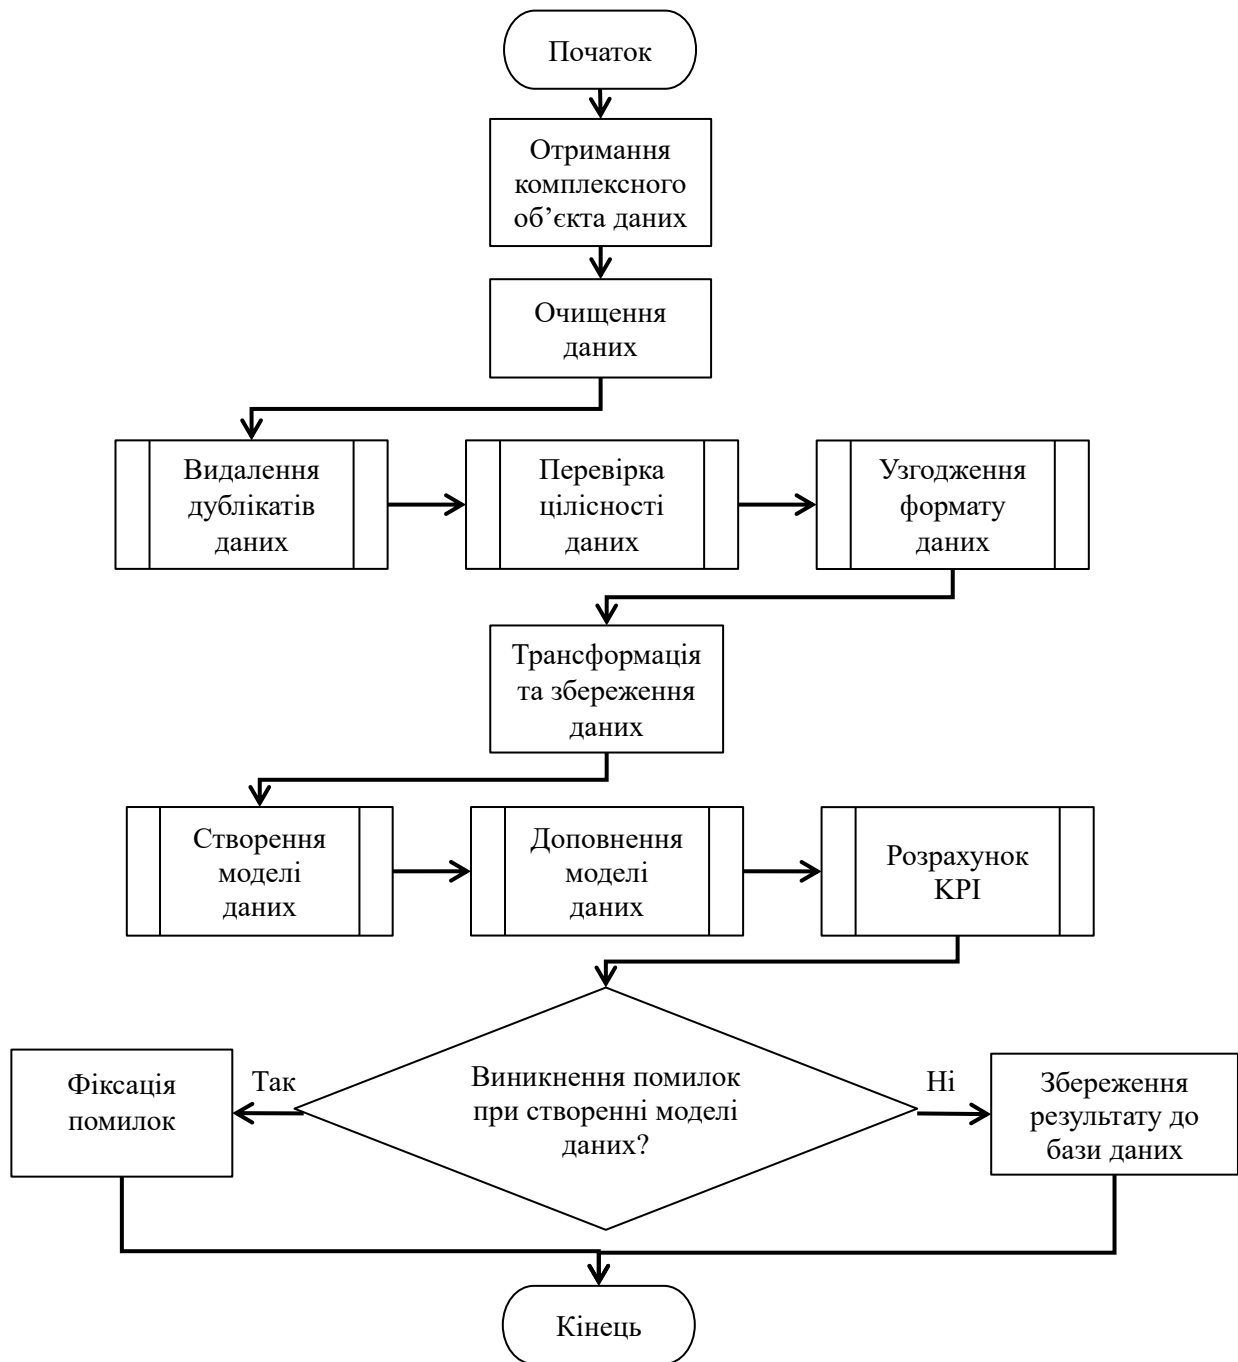 Початок
Отримання
комплексного
об’єкта даних
Очищення
даних
Видалення
дублікатів
даних
Перевірка
цілісності
даних
Узгодження
формату
даних
Трансформація
та збереження
даних
Створення
моделі
даних
Доповнення
моделі
даних
Розрахунок
KPI
Фіксація
помилок
Так
Виникнення помилок
при створенні моделі
даних?
Ні
Збереження
результату до
бази даних
Кінець